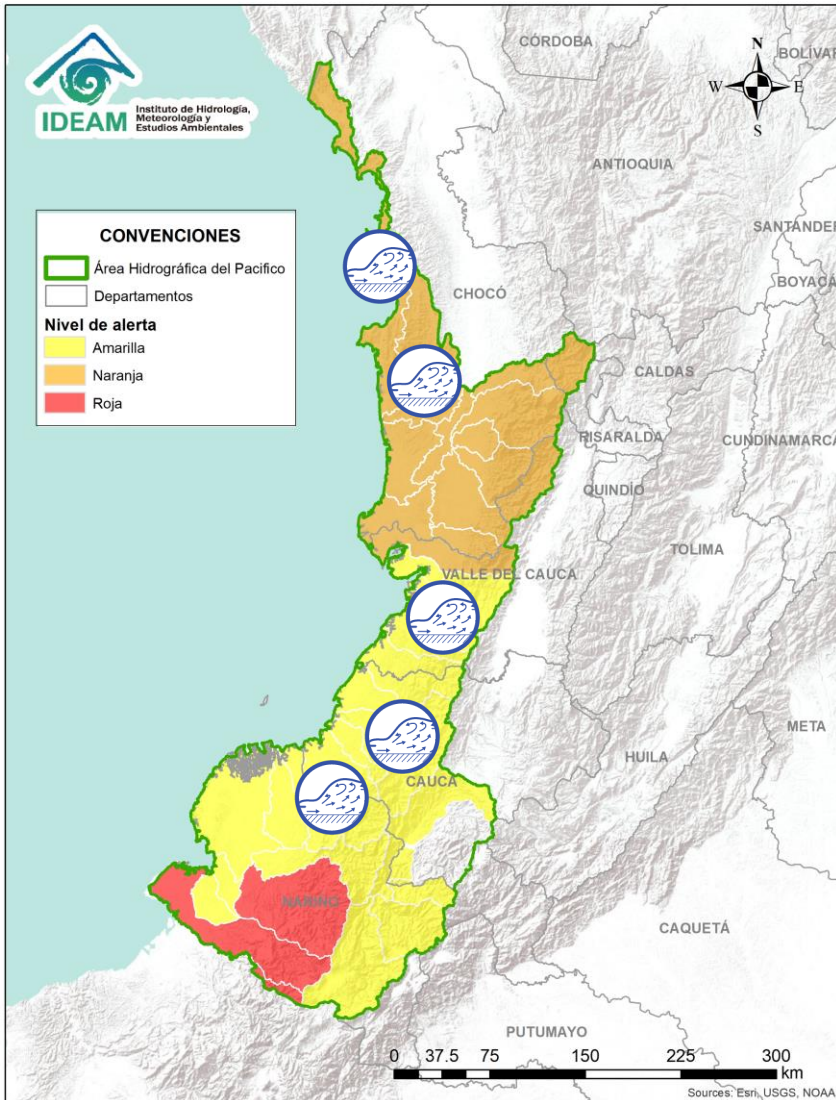 IDEAM
Instituto de Hidrología,
Meteorología y
Estudios Ambientales
CONVENCIONES
Área Hidrográfica del Pacifico
Departamentos
Nivel de alerta
Amarilla
Naranja
Roja
N
W
E
S
CÓRDOBA
BOLÍVAR
ANTIOQUIA
SANTANDER
BOYACÁ
CHOCÓ
CALDAS
RISARALDA
CUNDINAMARCA
QUINDÍO
TOLIMA
VALLE DEL CAUCA
META
HUILA
CAUCA
NARIÑO
CAQUETÁ
PUTUMAYO
0 37.5 75 150 225 300
km
Sources: Esri, USGS, NOAA